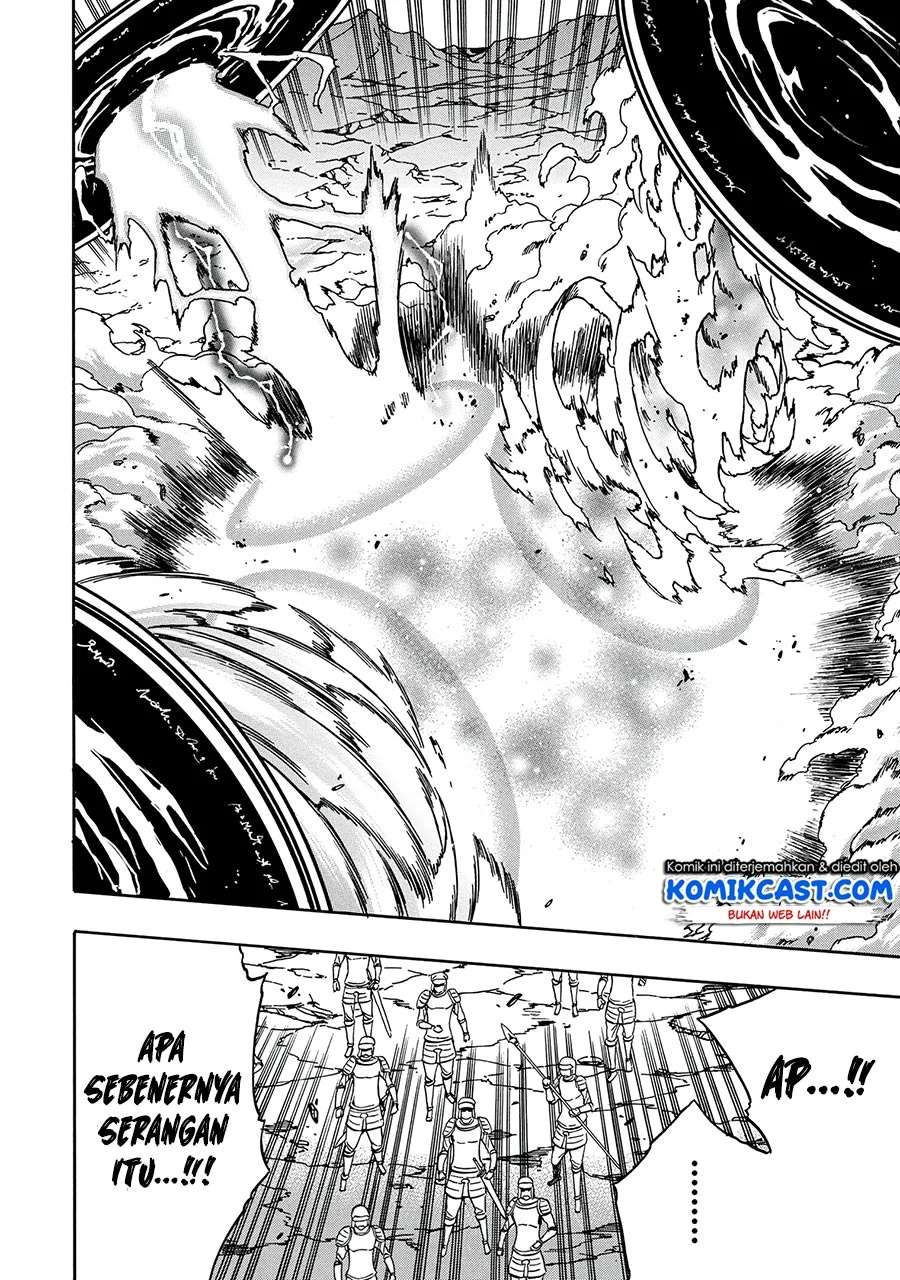 Komik ini diterjemahkan & diedit oleh
KOMIKCAST.COM
BUKAN WEB LAIN!!
AP...!!
........
APA
SEBENERNYA
SERANGAN
ITU...!!!